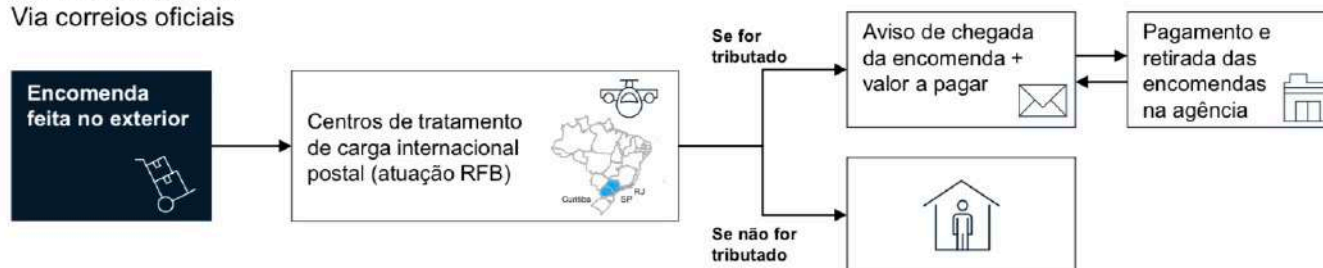 Via correios oficiais
Encomenda
feita no exterior
Centros de tratamento
de carga internacional
postal (atuação RFB)
Curitiba
SP
RJ
Se for
tributado
Aviso de chegada
da encomenda +
valor a pagar
Pagamento e
retirada das
encomendas
na agência
Se não for
tributado